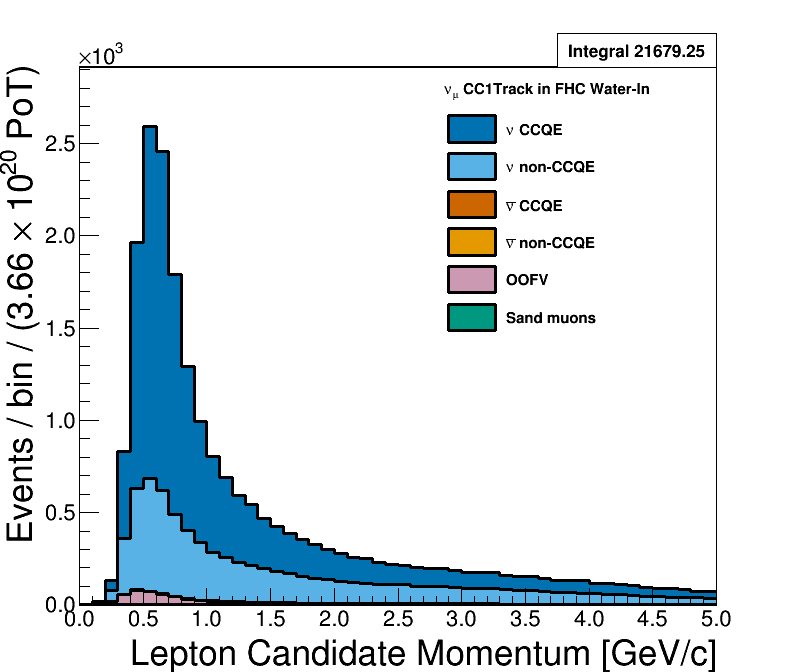 ×10³
Integral 21679.25
ν_μ CC1Track in FHC Water-In
ν CCQE
ν non-CCQE
ν̅ CCQE
ν̅ non-CCQE
OOFV
Sand muons
Events / bin / (3.66 × 10²⁰ PoT)
2.5
2.0
1.5
1.0
0.5
0.0
0.0 0.5 1.0 1.5 2.0 2.5 3.0 3.5 4.0 4.5 5.0
Lepton Candidate Momentum [GeV/c]